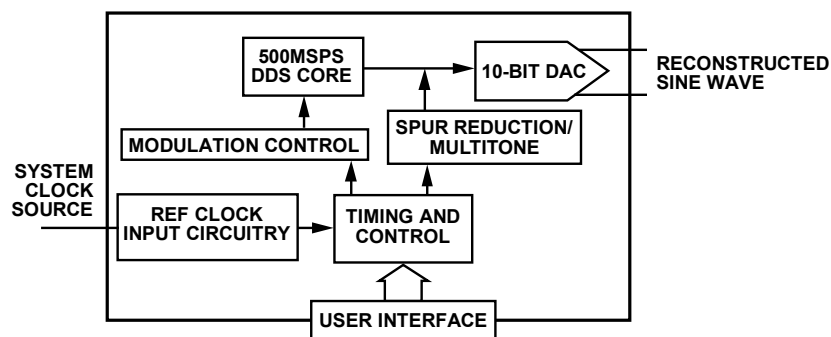 500MSPS
DDS CORE
10-BIT DAC
RECONSTRUCTED
SINE WAVE
MODULATION CONTROL
SPUR REDUCTION/
MULTITONE
SYSTEM
CLOCK
SOURCE
REF CLOCK
INPUT CIRCUITRY
TIMING AND
CONTROL
USER INTERFACE